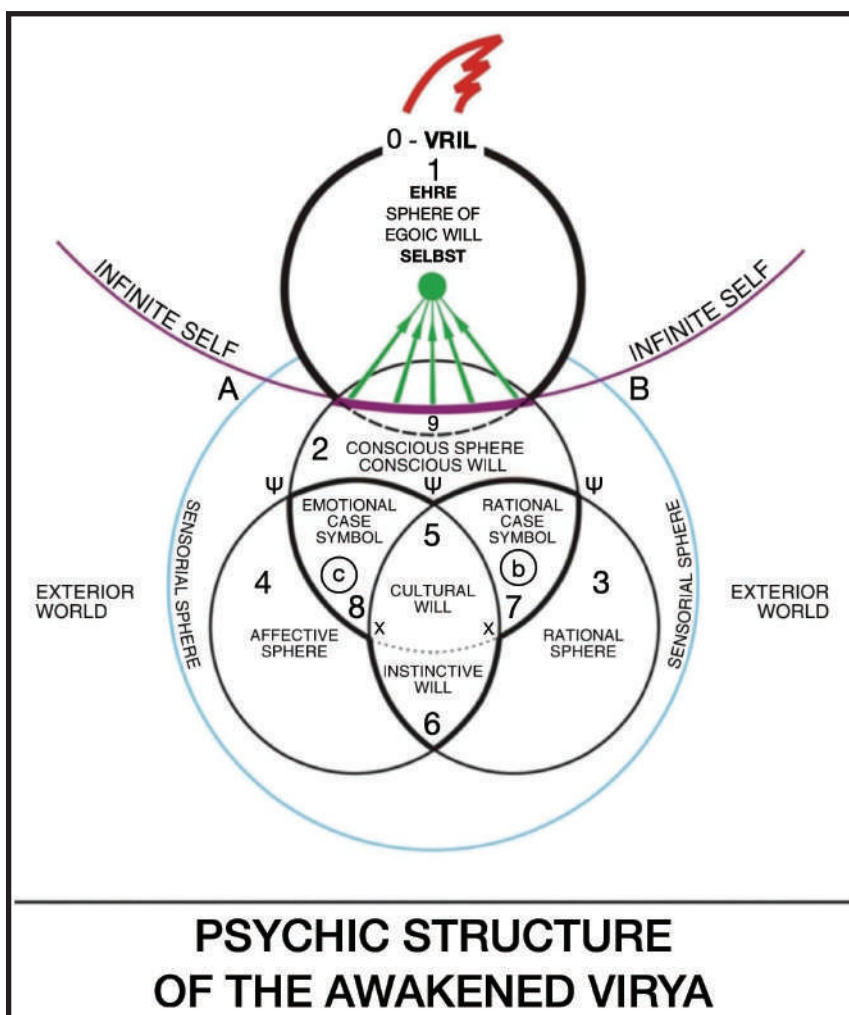 0 - VRIL
1
EHRE
SPHERE OF
EGOIC WILL
SELBST
INFINITE SELF
INFINITE SELF
A
B
9
2
CONSCIOUS SPHERE
CONSCIOUS WILL
Ψ
Ψ
Ψ
EMOTIONAL
CASE
SYMBOL
RATIONAL
CASE
SYMBOL
5
SENSORIAL SPHERE
SENSORIAL SPHERE
EXTERIOR
WORLD
EXTERIOR
WORLD
4
c
b
3
CULTURAL
WILL
8
7
x
x
AFFECTIVE
SPHERE
RATIONAL
SPHERE
INSTINCTIVE
WILL
6
PSYCHIC STRUCTURE
OF THE AWAKENED VIRYA